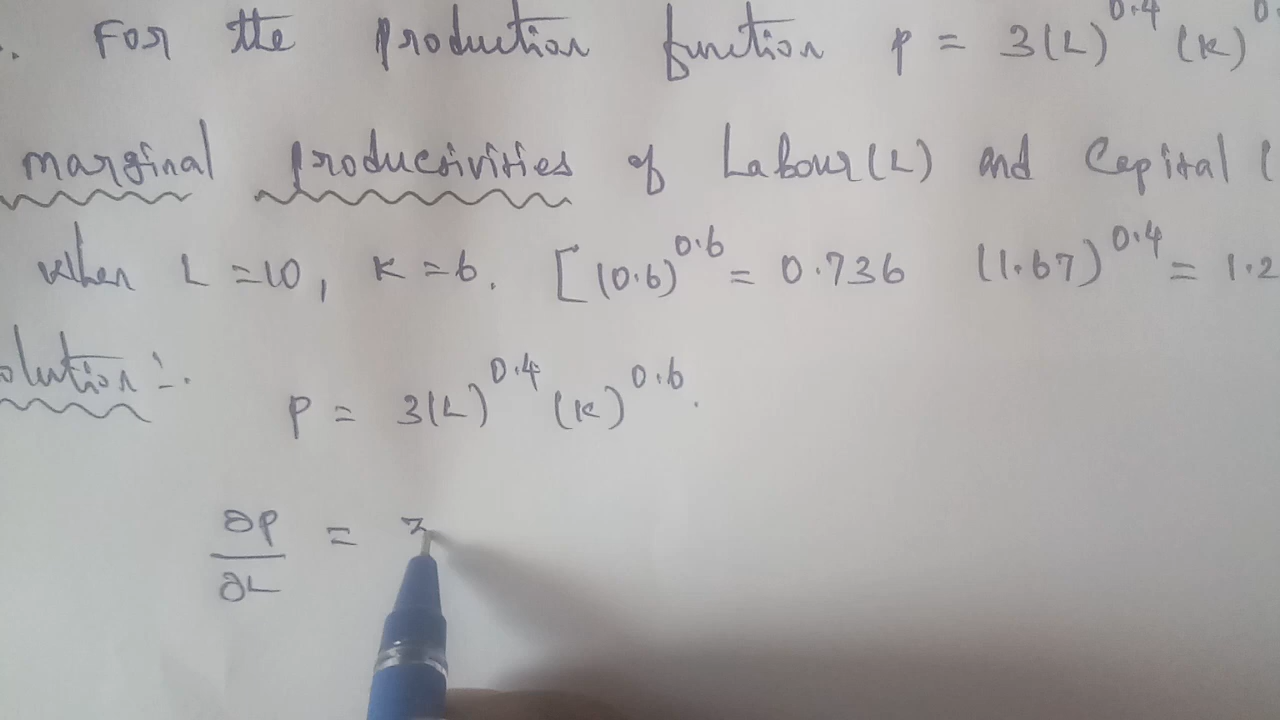 . For the production function p = 3(L)^0.4 (K)^0.
marginal productivities of Labour(L) and Capital (
when L = 10, K = 6. [(0.6)^0.6 = 0.736 (1.67)^0.4 = 1.2
olution :-.
p = 3(L)^0.4 (K)^0.6.
∂p/∂L = 3